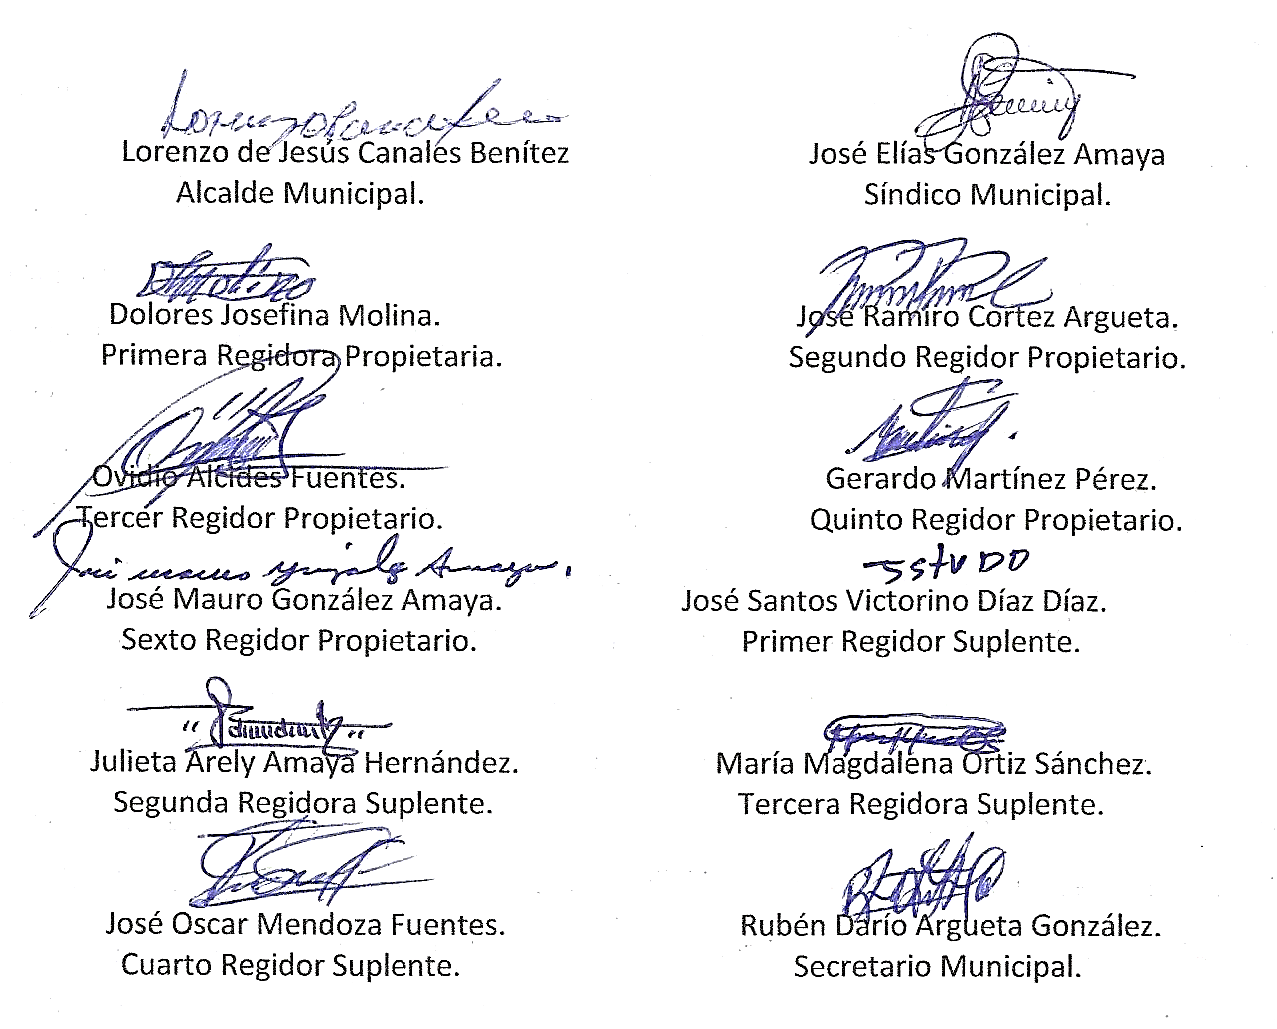 Lorenzo de Jesús Canales Benítez
Alcalde Municipal.
José Elías González Amaya
Síndico Municipal.
Dolores Josefina Molina.
Primera Regidora Propietaria.
José Ramiro Cortez Argueta.
Segundo Regidor Propietario.
Ovidio Alcides Fuentes.
Tercer Regidor Propietario.
Gerardo Martínez Pérez.
Quinto Regidor Propietario.
José Mauro González Amaya.
Sexto Regidor Propietario.
José Santos Victorino Díaz Díaz.
Primer Regidor Suplente.
Julieta Arely Amaya Hernández.
Segunda Regidora Suplente.
María Magdalena Ortiz Sánchez.
Tercera Regidora Suplente.
José Oscar Mendoza Fuentes.
Cuarto Regidor Suplente.
Rubén Darío Argueta González.
Secretario Municipal.